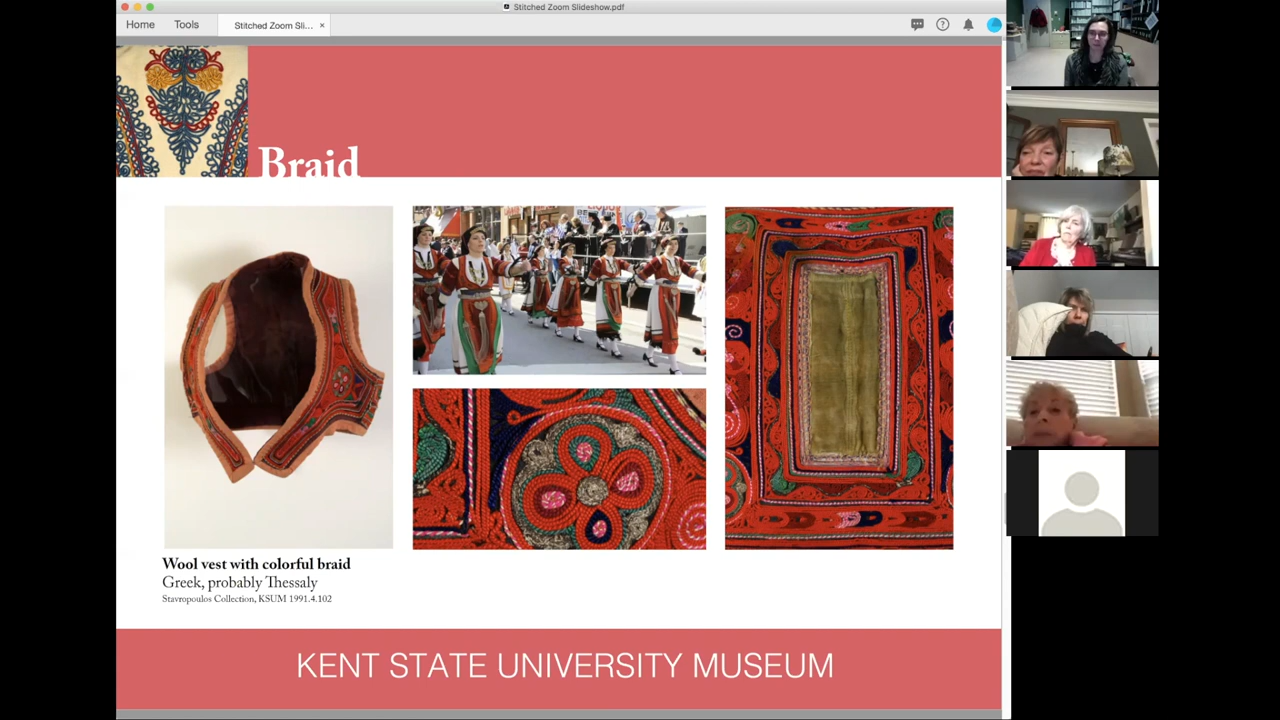 Stitched Zoom Slideshow.pdf
Home Tools Stitched Zoom Sli... ×
Braid
Wool vest with colorful braid
Greek, probably Thessaly
Stavropoulos Collection, KSUM 1991.4.102
KENT STATE UNIVERSITY MUSEUM